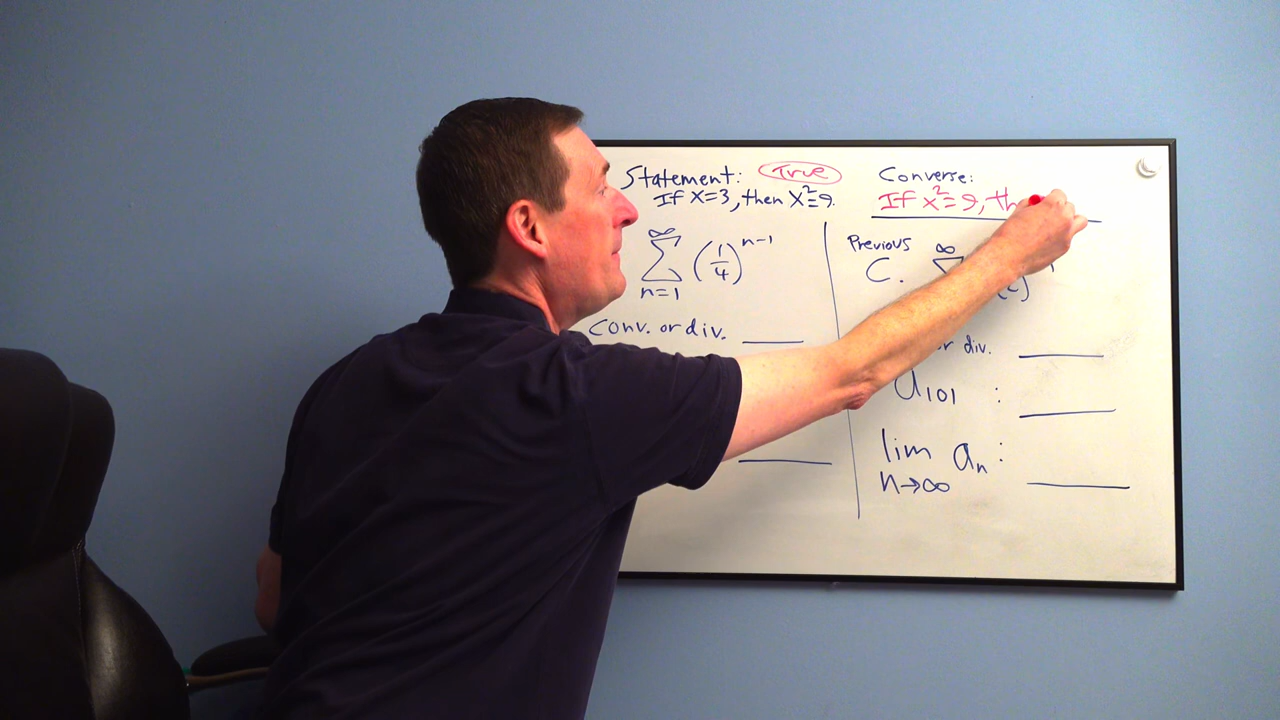 Statement: True
If x=3, then x²=9.
∞
Σ (1/4)^n-1
n=1
Conv. or div.
Converse:
If x²=9, th
Previous
C. ∞
Σ
r div.
a101 :
lim an:
n→∞